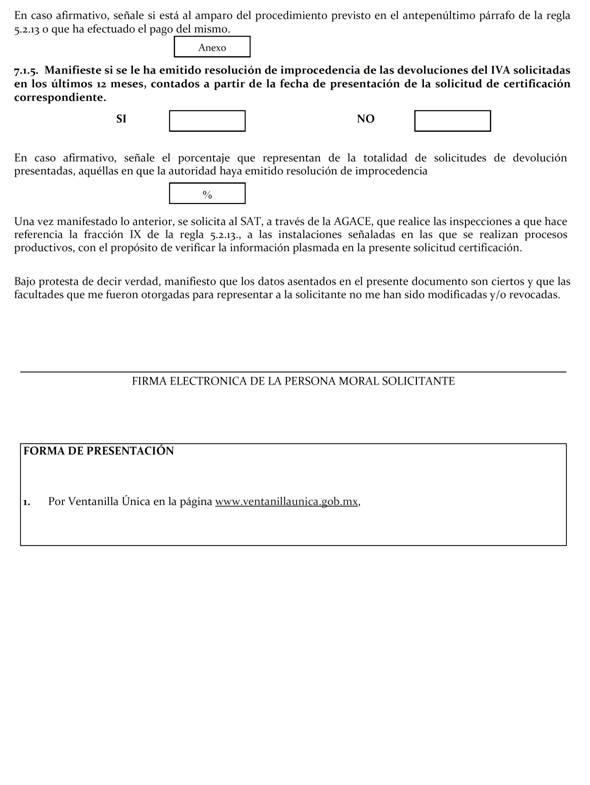 En caso afirmativo, señale si está al amparo del procedimiento previsto en el antepenúltimo párrafo de la regla
5.2.13 o que ha efectuado el pago del mismo.
Anexo
7.1.5. Manifieste si se le ha emitido resolución de improcedencia de las devoluciones del IVA solicitadas
en los últimos 12 meses, contados a partir de la fecha de presentación de la solicitud de certificación
correspondiente.
SI NO
En caso afirmativo, señale el porcentaje que representan de la totalidad de solicitudes de devolución
presentadas, aquéllas en que la autoridad haya emitido resolución de improcedencia
%
Una vez manifestado lo anterior, se solicita al SAT, a través de la AGACE, que realice las inspecciones a que hace
referencia la fracción IX de la regla 5.2.13., a las instalaciones señaladas en las que se realizan procesos
productivos, con el propósito de verificar la información plasmada en la presente solicitud certificación.
Bajo protesta de decir verdad, manifiesto que los datos asentados en el presente documento son ciertos y que las
facultades que me fueron otorgadas para representar a la solicitante no me han sido modificadas y/o revocadas.
FIRMA ELECTRONICA DE LA PERSONA MORAL SOLICITANTE
FORMA DE PRESENTACIÓN
1. Por Ventanilla Única en la página www.ventanillaunica.gob.mx,